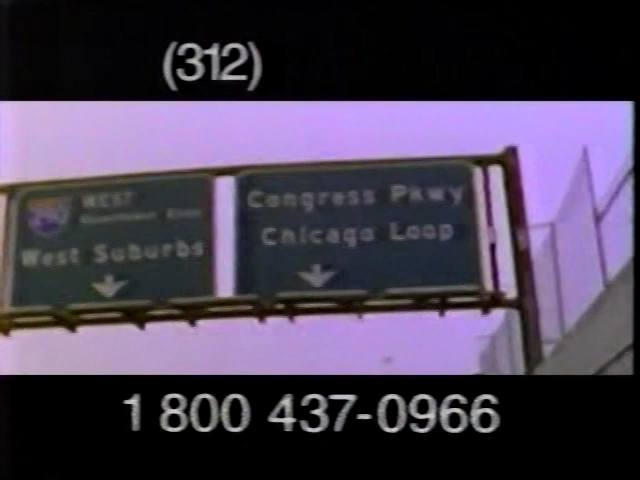 (312)
WEST
West Suburbs
Congress Pkwy
Chicago Loop
1 800 437-0966